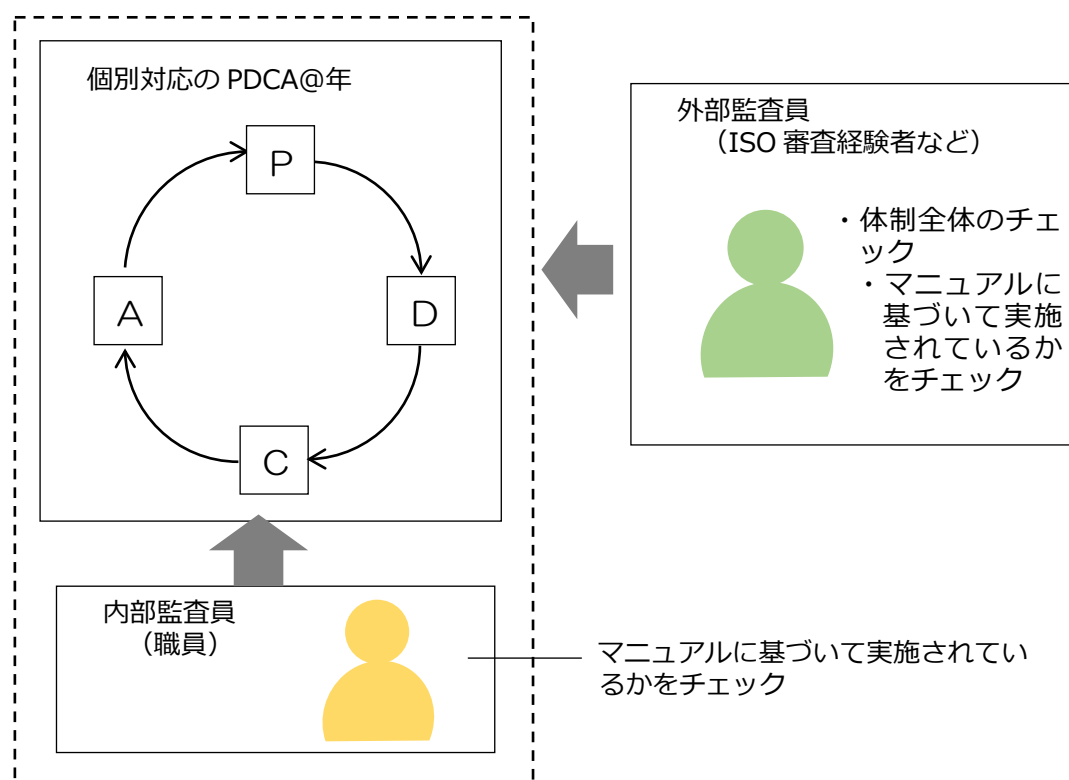 個別対応の PDCA@年
P
A
D
C
外部監査員
（ISO 審査経験者など）
・体制全体のチェ
ック
・マニュアルに
基づいて実施
されているか
をチェック
内部監査員
（職員）
マニュアルに基づいて実施されてい
るかをチェック